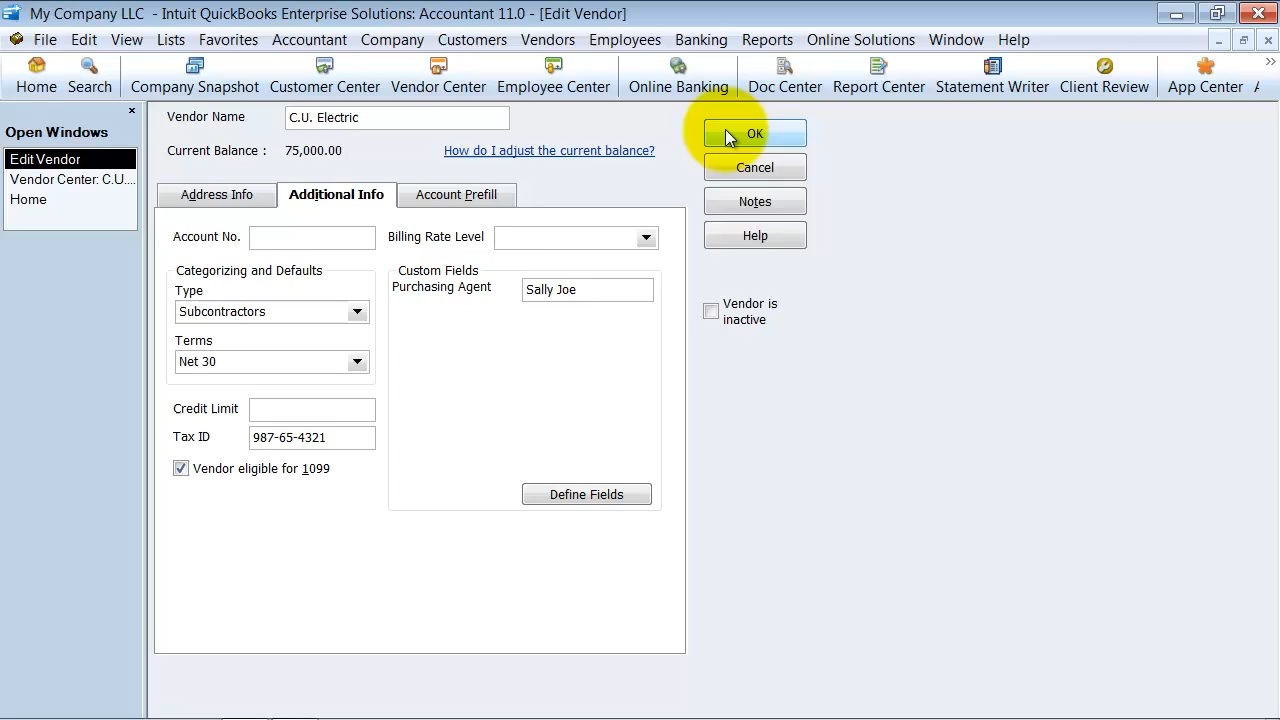 My Company LLC - Intuit QuickBooks Enterprise Solutions: Accountant 11.0 - [Edit Vendor]
File Edit View Lists Favorites Accountant Company Customers Vendors Employees Banking Reports Online Solutions Window Help
Home Search Company Snapshot Customer Center Vendor Center Employee Center Online Banking Doc Center Report Center Statement Writer Client Review App Center
Open Windows
Edit Vendor
Vendor Center: C.U....
Home
Vendor Name C.U. Electric
Current Balance : 75,000.00 How do I adjust the current balance?
OK
Cancel
Notes
Help
Vendor is
inactive
Address Info Additional Info Account Prefill
Account No. Billing Rate Level
Categorizing and Defaults
Type
Subcontractors
Terms
Net 30
Credit Limit
Tax ID 987-65-4321
Vendor eligible for 1099
Custom Fields
Purchasing Agent Sally Joe
Define Fields